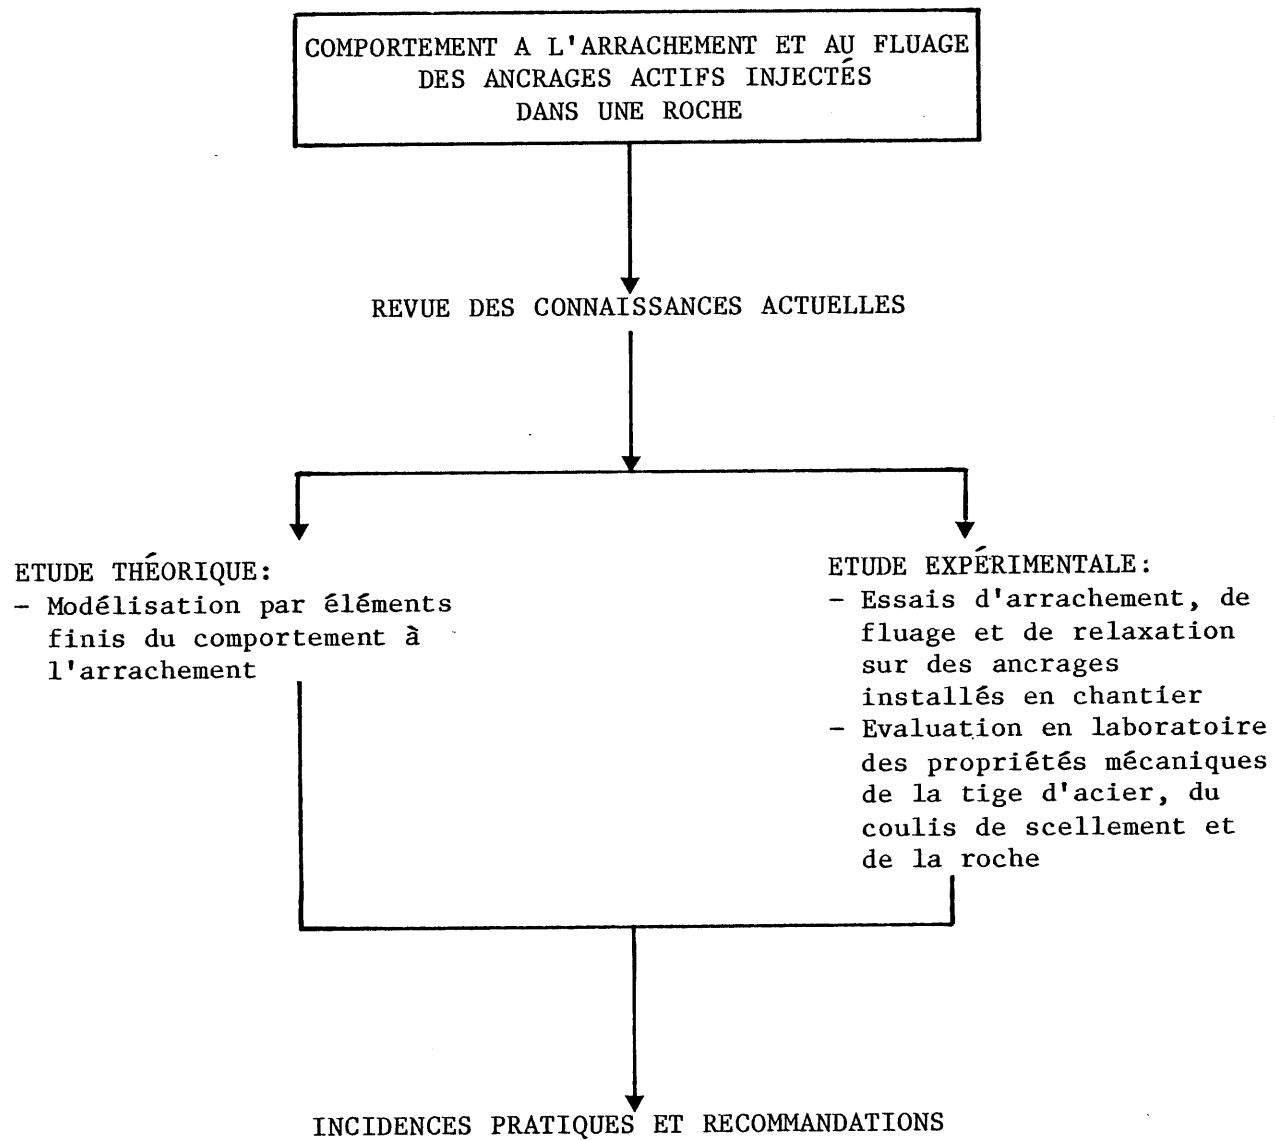 COMPORTEMENT A L'ARRACHEMENT ET AU FLUAGE
DES ANCRAGES ACTIFS INJECTÉS
DANS UNE ROCHE
REVUE DES CONNAISSANCES ACTUELLES
ETUDE THÉORIQUE:
- Modélisation par éléments
finis du comportement à
l'arrachement
ETUDE EXPÉRIMENTALE:
- Essais d'arrachement, de
fluage et de relaxation
sur des ancrages
installés en chantier
- Evaluation en laboratoire
des propriétés mécaniques
de la tige d'acier, du
coulis de scellement et
de la roche
INCIDENCES PRATIQUES ET RECOMMANDATIONS